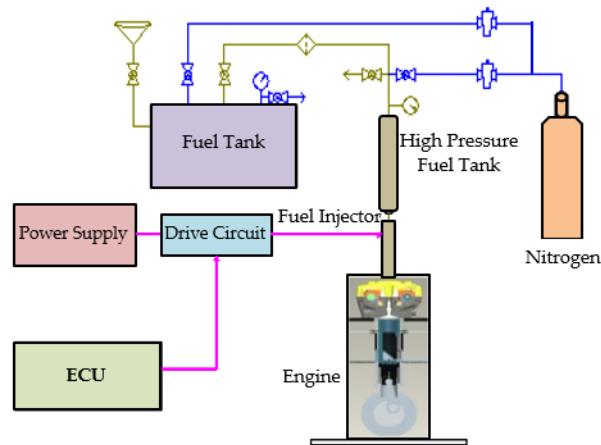 Fuel Tank
High Pressure
Fuel Tank
Fuel Injector
Power Supply
Drive Circuit
Nitrogen
ECU
Engine